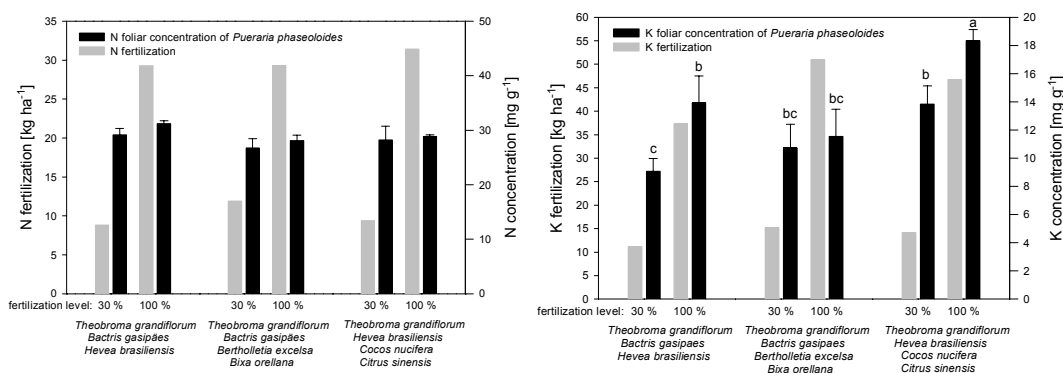 N foliar concentration of Pueraria phaseoloides
N fertilization
N fertilization [kg ha-1]
35
30
25
20
15
10
5
0
50
40
30
20
10
0
N concentration [mg g-1]
fertilization level: 30 % 100 % 30 % 100 % 30 % 100 %
Theobroma grandiflorum Theobroma grandiflorum Theobroma grandiflorum
Bactris gasipäes Bactris gasipäes Hevea brasiliensis
Hevea brasiliensis Bertholletia excelsa Cocos nucifera
Bixa orellana Citrus sinensis
K foliar concentration of Pueraria phaseoloides
K fertilization
K fertilization [kg ha-1]
60
55
50
45
40
35
30
25
20
15
10
5
0
c b bc bc b a
20
18
16
14
12
10
8
6
4
2
0
K concentration [mg g-1]
fertilization level: 30 % 100 % 30 % 100 % 30 % 100 %
Theobroma grandiflorum Theobroma grandiflorum Theobroma grandiflorum
Bactris gasipaes Bactris gasipaes Hevea brasiliensis
Hevea brasiliensis Bertholletia excelsa Cocos nucifera
Bixa orellana Citrus sinensis